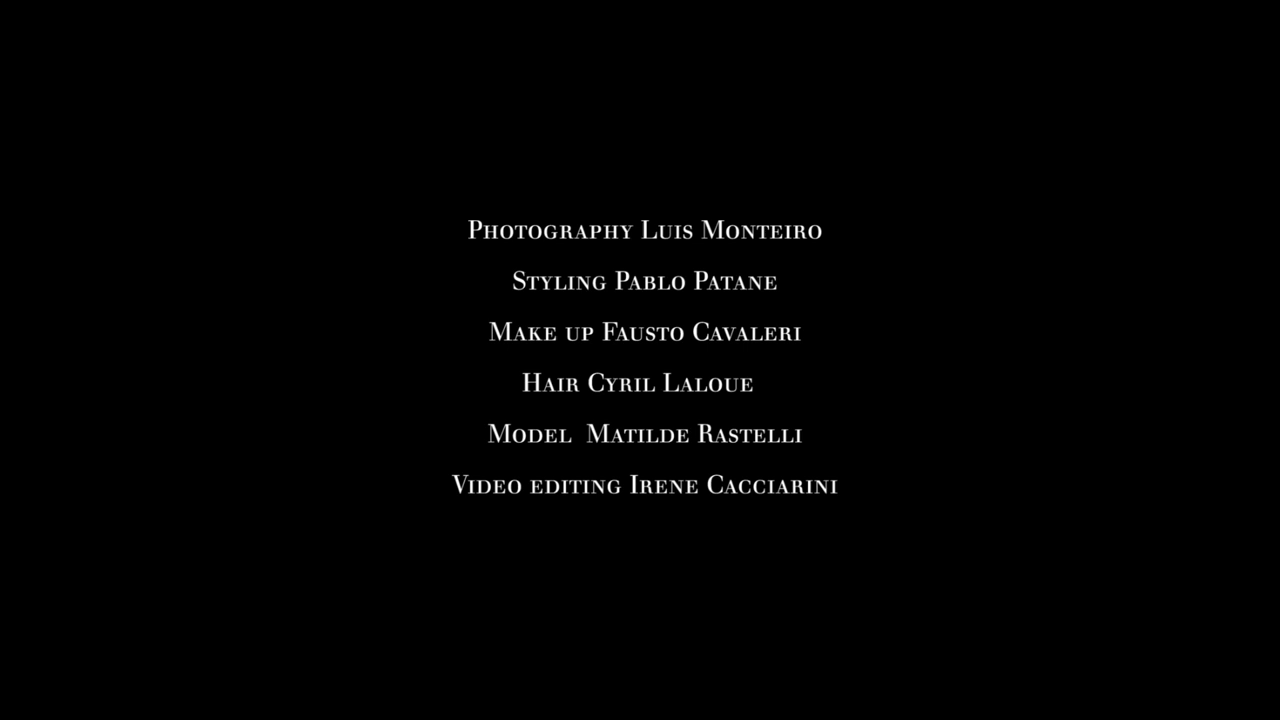 Photography Luis Monteiro
Styling Pablo Patane
Make up Fausto Cavaleri
Hair Cyril Laloue
Model  Matilde Rastelli
Video editing Irene Cacciarini